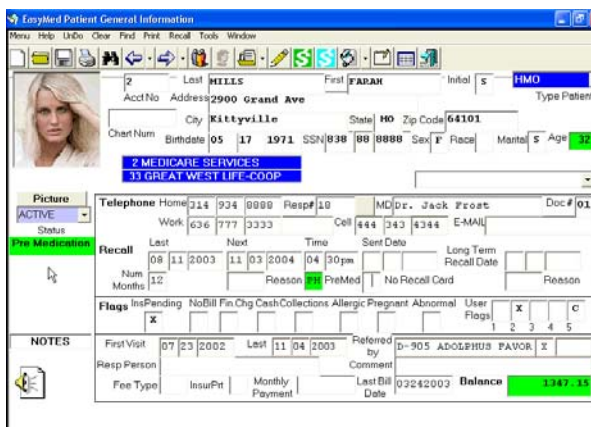 EasyMed Patient General Information
Menu Help UnDo Clear Find Print Recall Tools Window
2 Last MILLS First FARAH Initial S HMO
Acct No Address 2900 Grand Ave Type Patient
City Kittyville State MO Zip Code 64101
Chart Num Birthdate 05 17 1971 SSN 838 88 8888 Sex F Race Marital S Age 32
2 MEDICARE SERVICES
33 GREAT WEST LIFE-COOP
Picture
ACTIVE
Status
Pre Medication
Telephone Home 314 934 8888 Resp# 18 MD Dr. Jack Frost Doc # 01
Work 636 777 3333 Cell 444 343 4344 E-MAIL
Recall Last Next Time Sent Date Long Term Recall Date
08 11 2003 11 03 2004 04 30pm
Num Months 12 Reason PH PreMed No Recall Card Reason
Flags InsPending NoBill Fin.Chg Cash Collections Allergic Pregnant Abnormal User Flags X C
X 1 2 3 4 5
NOTES
First Visit 07 23 2002 Last 11 04 2003 Referred by D-905 ADOLPHUS FAVOR X
Resp Person Comment
Fee Type InsurPrt Monthly Payment Last Bill Date 03242003 Balance 1347.15